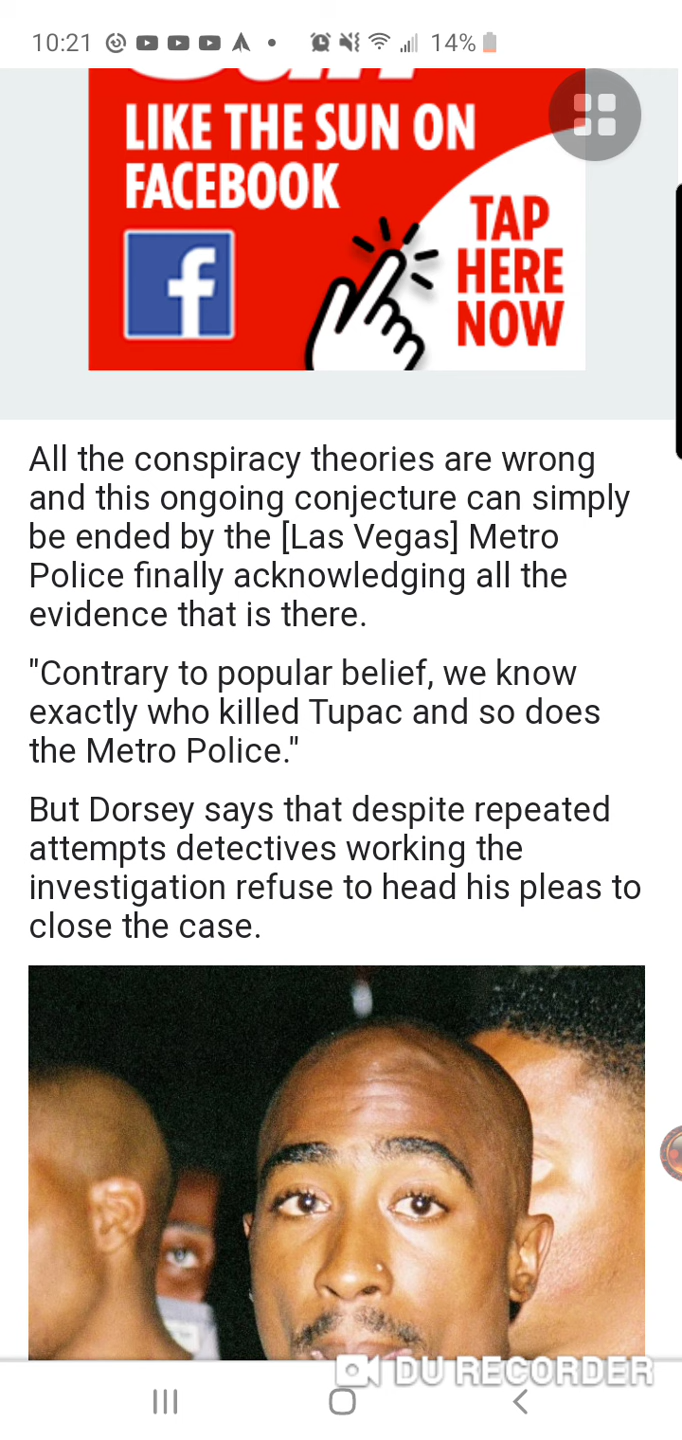 10:21 14%
LIKE THE SUN ON
FACEBOOK
f
TAP
HERE
NOW
All the conspiracy theories are wrong
and this ongoing conjecture can simply
be ended by the [Las Vegas] Metro
Police finally acknowledging all the
evidence that is there.
"Contrary to popular belief, we know
exactly who killed Tupac and so does
the Metro Police."
But Dorsey says that despite repeated
attempts detectives working the
investigation refuse to head his pleas to
close the case.
DU RECORDER